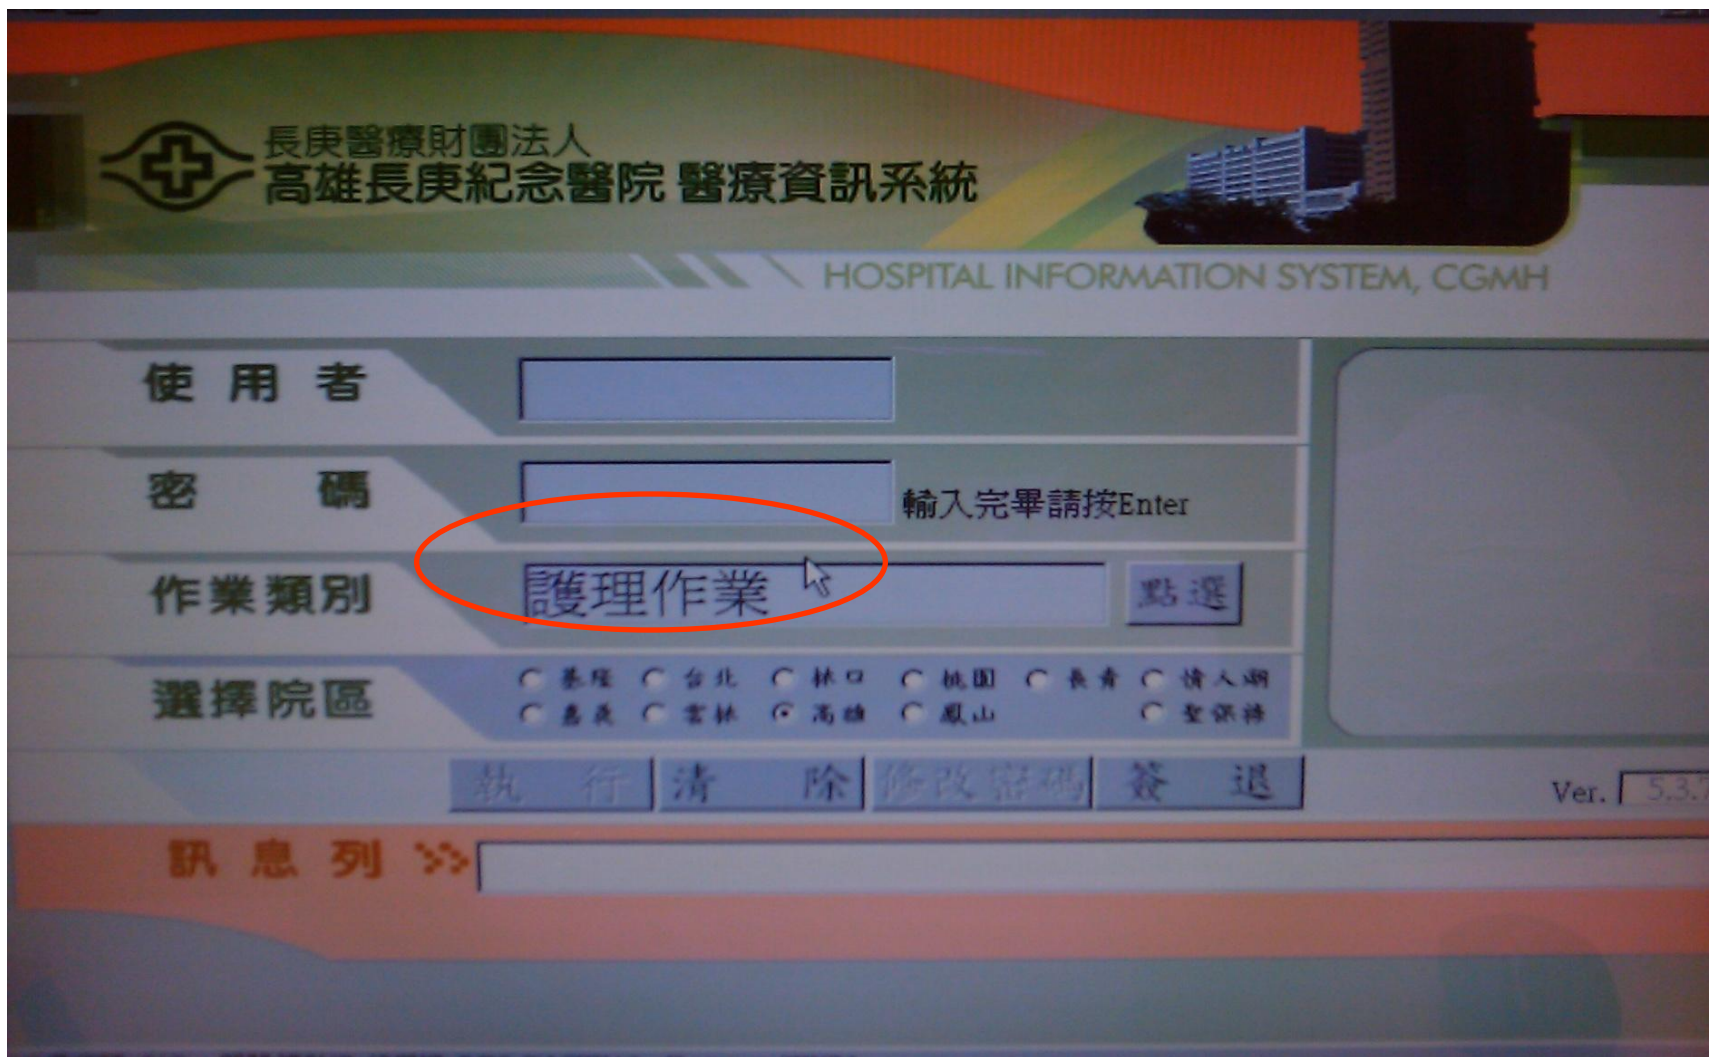 長庚醫療財團法人
高雄長庚紀念醫院 醫療資訊系統
HOSPITAL INFORMATION SYSTEM, CGMH
使用者
密碼
輸入完畢請按Enter
作業類別 護理作業 點選
選擇院區
基隆 台北 林口 桃園 長青 情人湖
嘉義 雲林 高雄 鳳山 聖保祿
執行 清除 修改密碼 簽退
Ver. 5.3.7
訊息列